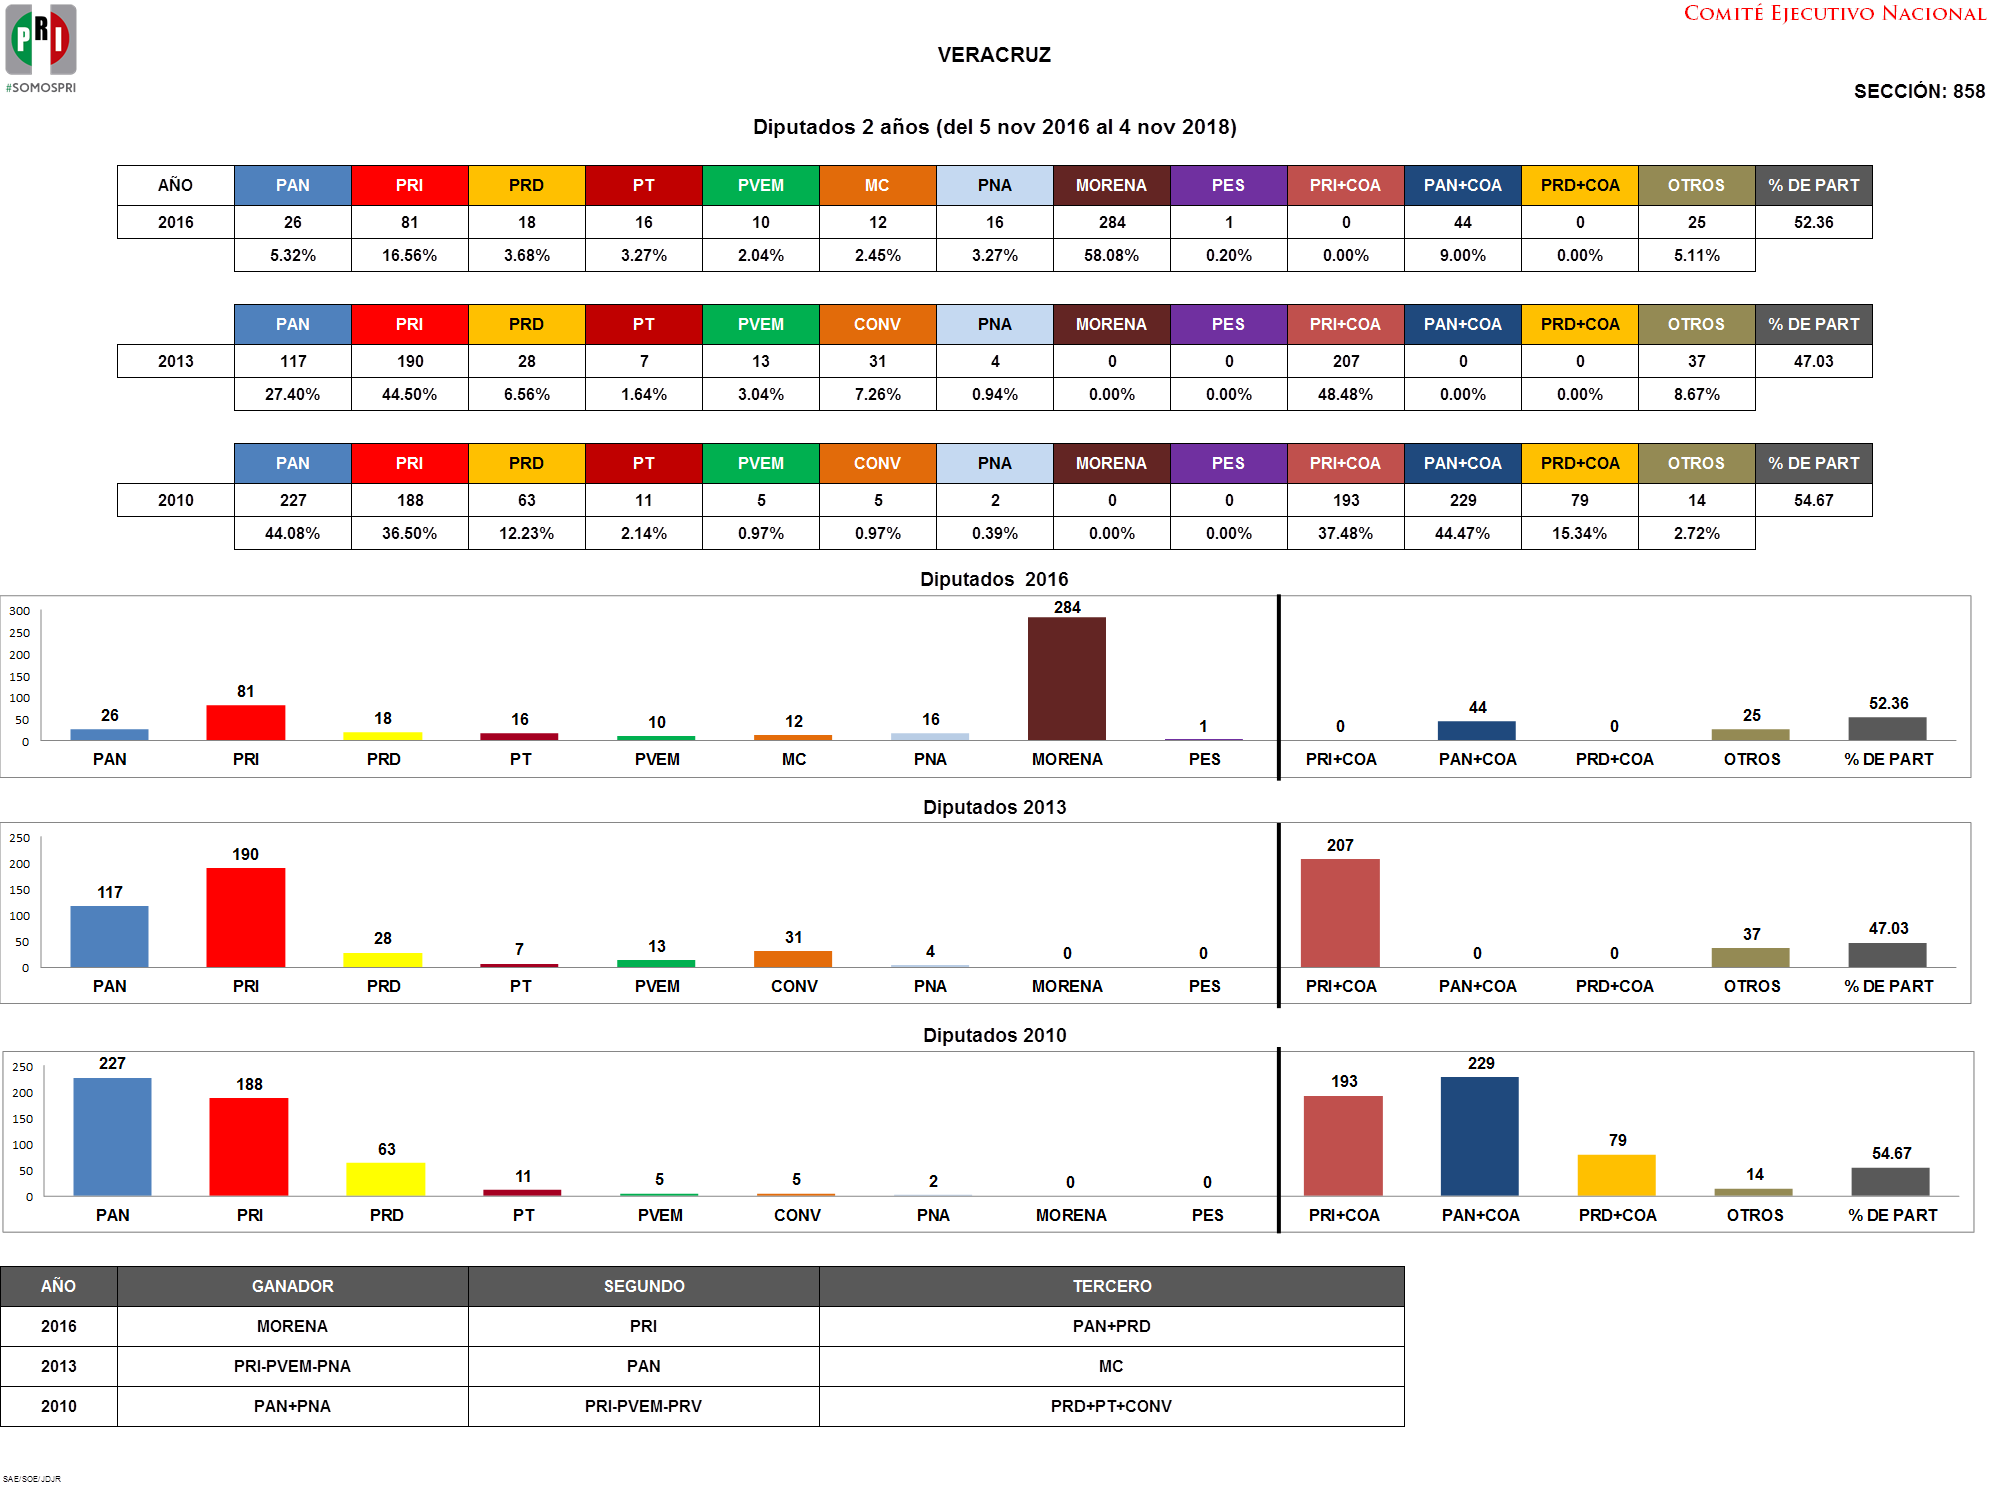 PRI
#SOMOSPRI
COMITÉ EJECUTIVO NACIONAL
VERACRUZ
SECCIÓN: 858
Diputados 2 años (del 5 nov 2016 al 4 nov 2018)
AÑO PAN PRI PRD PT PVEM MC PNA MORENA PES PRI+COA PAN+COA PRD+COA OTROS % DE PART
2016 26 81 18 16 10 12 16 284 1 0 44 0 25 52.36
5.32% 16.56% 3.68% 3.27% 2.04% 2.45% 3.27% 58.08% 0.20% 0.00% 9.00% 0.00% 5.11%
PAN PRI PRD PT PVEM CONV PNA MORENA PES PRI+COA PAN+COA PRD+COA OTROS % DE PART
2013 117 190 28 7 13 31 4 0 0 207 0 0 37 47.03
27.40% 44.50% 6.56% 1.64% 3.04% 7.26% 0.94% 0.00% 0.00% 48.48% 0.00% 0.00% 8.67%
PAN PRI PRD PT PVEM CONV PNA MORENA PES PRI+COA PAN+COA PRD+COA OTROS % DE PART
2010 227 188 63 11 5 5 2 0 0 193 229 79 14 54.67
44.08% 36.50% 12.23% 2.14% 0.97% 0.97% 0.39% 0.00% 0.00% 37.48% 44.47% 15.34% 2.72%
Diputados 2016
300
250
200
150
100
50
0
26 81 18 16 10 12 16 284 1 0 44 0 25 52.36
PAN PRI PRD PT PVEM MC PNA MORENA PES PRI+COA PAN+COA PRD+COA OTROS % DE PART
Diputados 2013
250
200
150
100
50
0
117 190 28 7 13 31 4 0 0 207 0 0 37 47.03
PAN PRI PRD PT PVEM CONV PNA MORENA PES PRI+COA PAN+COA PRD+COA OTROS % DE PART
Diputados 2010
250
200
150
100
50
0
227 188 63 11 5 5 2 0 0 193 229 79 14 54.67
PAN PRI PRD PT PVEM CONV PNA MORENA PES PRI+COA PAN+COA PRD+COA OTROS % DE PART
AÑO GANADOR SEGUNDO TERCERO
2016 MORENA PRI PAN+PRD
2013 PRI-PVEM-PNA PAN MC
2010 PAN+PNA PRI-PVEM-PRV PRD+PT+CONV
SAE/SOE/JDJR